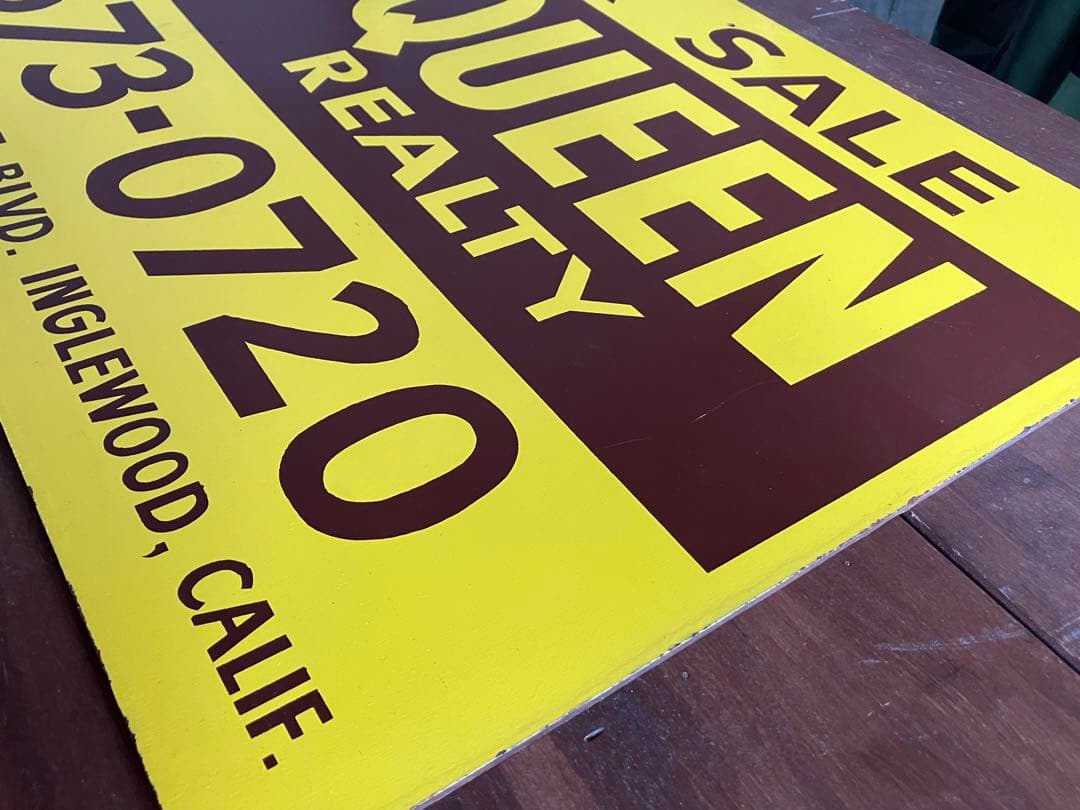 SALE
QUEEN
REALTY
73-0720
BLVD. INGLEWOOD, CALIF.